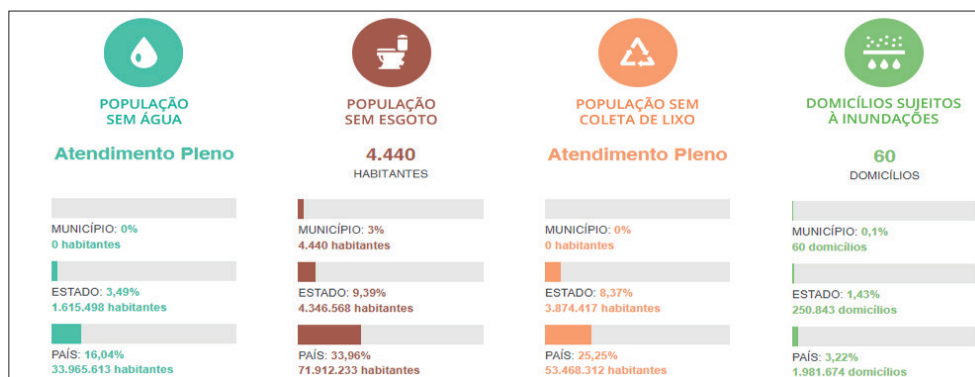 POPULAÇÃO
SEM ÁGUA
Atendimento Pleno
MUNICÍPIO: 0%
0 habitantes
ESTADO: 3,49%
1.615.498 habitantes
PAÍS: 16,04%
33.965.613 habitantes
POPULAÇÃO
SEM ESGOTO
4.440
HABITANTES
MUNICÍPIO: 3%
4.440 habitantes
ESTADO: 9,39%
4.346.568 habitantes
PAÍS: 33,96%
71.912.233 habitantes
POPULAÇÃO SEM
COLETA DE LIXO
Atendimento Pleno
MUNICÍPIO: 0%
0 habitantes
ESTADO: 8,37%
3.874.417 habitantes
PAÍS: 25,25%
53.468.312 habitantes
DOMICÍLIOS SUJEITOS
À INUNDAÇÕES
60
DOMICÍLIOS
MUNICÍPIO: 0,1%
60 domicílios
ESTADO: 1,43%
250.843 domicílios
PAÍS: 3,22%
1.981.674 domicílios